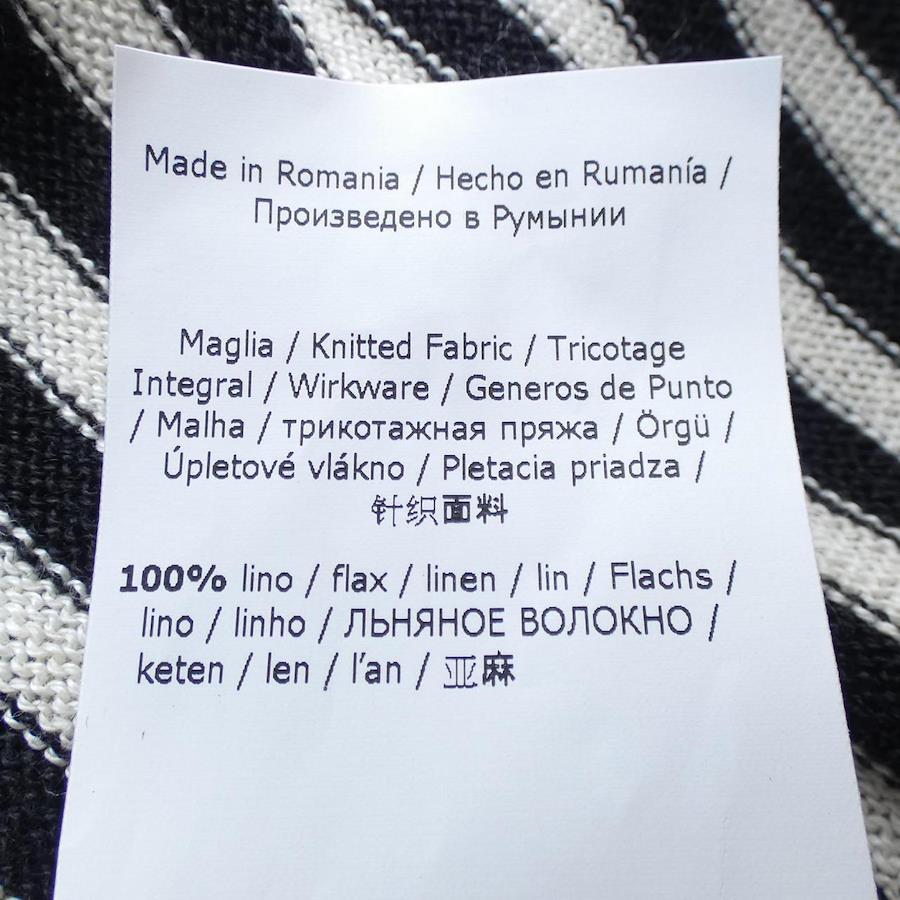 Made in Romania / Hecho en Rumanía /
Произведено в Румынии
Maglia / Knitted Fabric / Tricotage
Integral / Wirkware / Generos de Punto
/ Malha / трикотажная пряжа / Örgü /
Úpletové vlákno / Pletacia priadza /
针织面料
100% lino / flax / linen / lin / Flachs /
lino / linho / ЛЬНЯНОЕ ВОЛОКНО /
keten / len / ľan / 亚麻